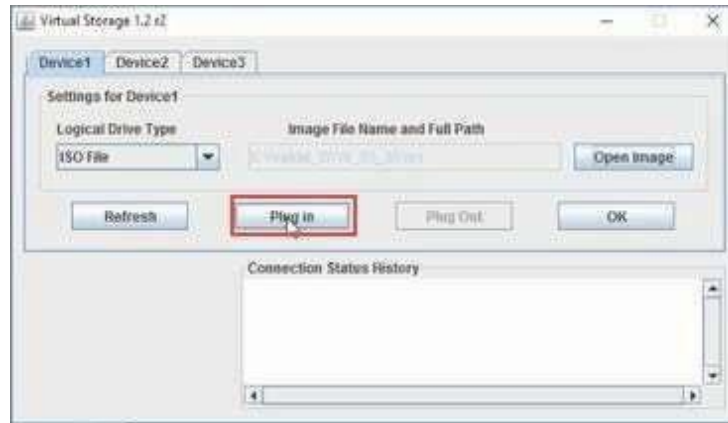 Virtual Storage 1.2 r2
Device1 Device2 Device3
Settings for Device1
Logical Drive Type Image File Name and Full Path
ISO File Open Image
Refresh Plug in Plug Out OK
Connection Status History